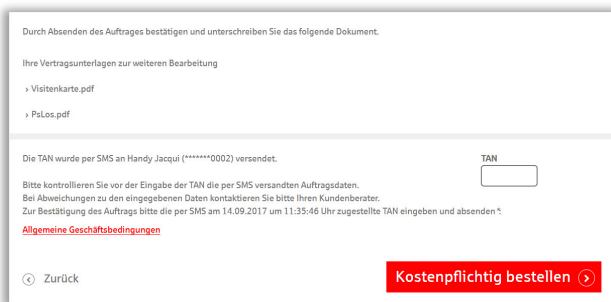 Durch Absenden des Auftrages bestätigen und unterschreiben Sie das folgende Dokument.
Ihre Vertragsunterlagen zur weiteren Bearbeitung
› Visitenkarte.pdf
› PsLos.pdf
Die TAN wurde per SMS an Handy Jacqui (*******0002) versendet.
TAN
Bitte kontrollieren Sie vor der Eingabe der TAN die per SMS versandten Auftragsdaten.
Bei Abweichungen zu den eingegebenen Daten kontaktieren Sie bitte Ihren Kundenberater.
Zur Bestätigung des Auftrags bitte die per SMS am 14.09.2017 um 11:35:46 Uhr zugestellte TAN eingeben und absenden *:
Allgemeine Geschäftsbedingungen
Zurück
Kostenpflichtig bestellen